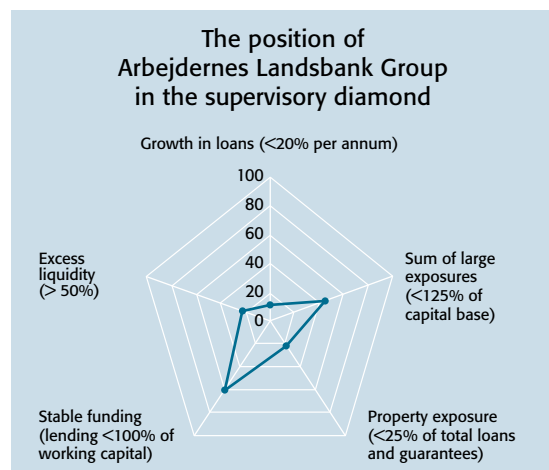 The position of
Arbejdernes Landsbank Group
in the supervisory diamond
Growth in loans (<20% per annum)
100
80
60
40
20
0
Excess
liquidity
(> 50%)
Sum of large
exposures
(<125% of
capital base)
Stable funding
(lending <100% of
working capital)
Property exposure
(<25% of total loans
and guarantees)